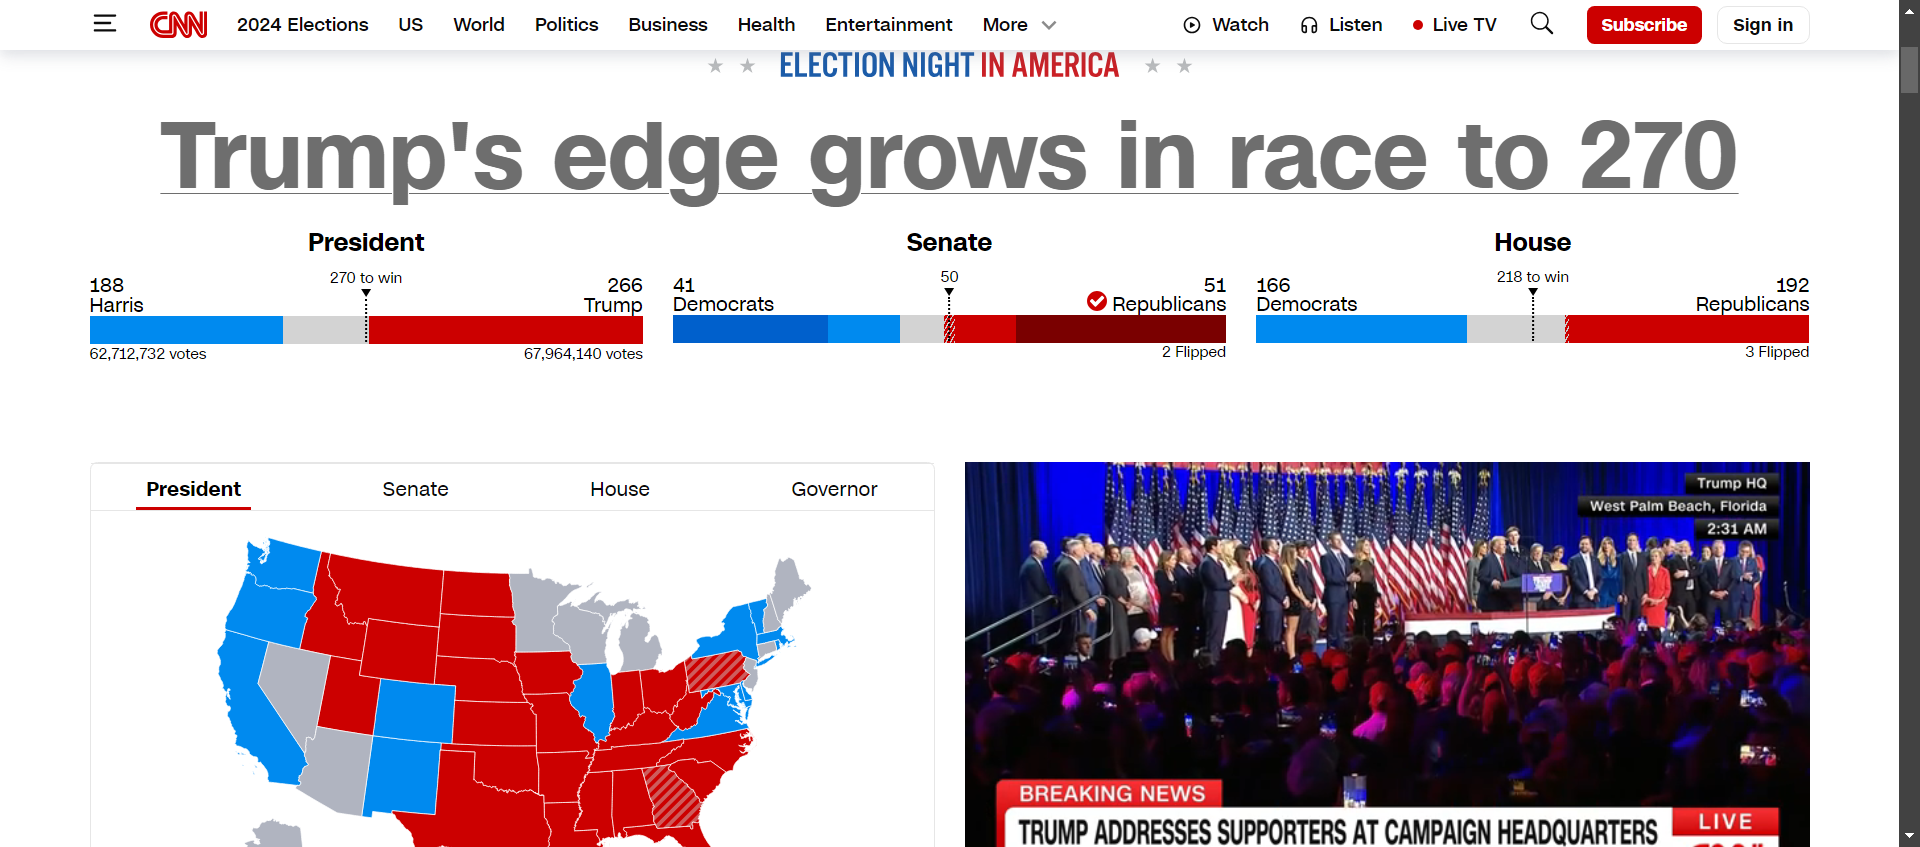 CNN 2024 Elections US World Politics Business Health Entertainment More Watch Listen Live TV Subscribe Sign in
ELECTION NIGHT IN AMERICA
Trump's edge grows in race to 270
President
188 270 to win 266
Harris Trump
62,712,732 votes 67,964,140 votes
Senate
41 50 51
Democrats Republicans
2 Flipped
House
166 218 to win 192
Democrats Republicans
3 Flipped
President Senate House Governor
Trump HQ
West Palm Beach, Florida
2:31 AM
BREAKING NEWS
TRUMP ADDRESSES SUPPORTERS AT CAMPAIGN HEADQUARTERS
LIVE